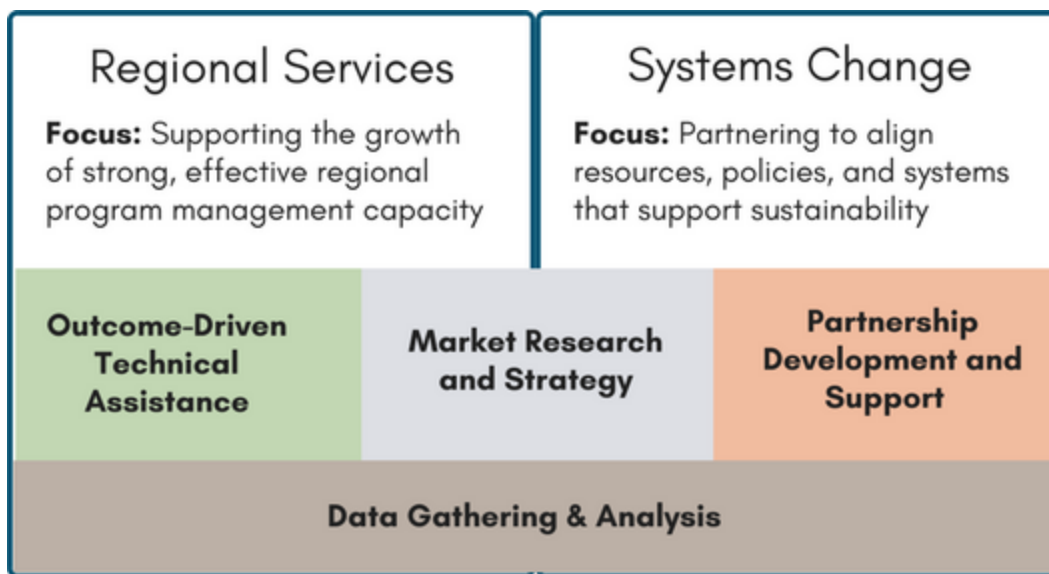 Regional Services
Focus: Supporting the growth
of strong, effective regional
program management capacity
Systems Change
Focus: Partnering to align
resources, policies, and systems
that support sustainability
Outcome-Driven
Technical
Assistance
Market Research
and Strategy
Partnership
Development and
Support
Data Gathering & Analysis